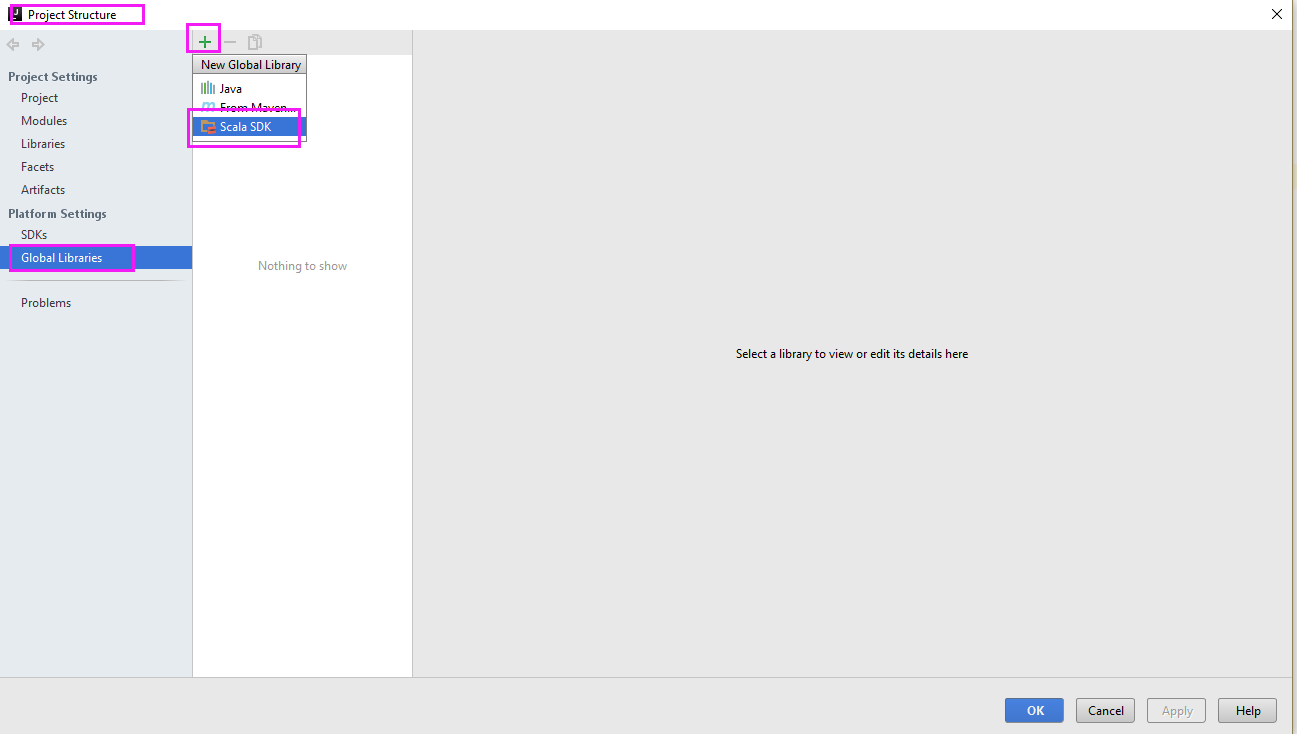 Project Structure
Project Settings
Project
Modules
Libraries
Facets
Artifacts
Platform Settings
SDKs
Global Libraries
Problems
New Global Library
Java
From Maven...
Scala SDK
Nothing to show
Select a library to view or edit its details here
OK
Cancel
Apply
Help